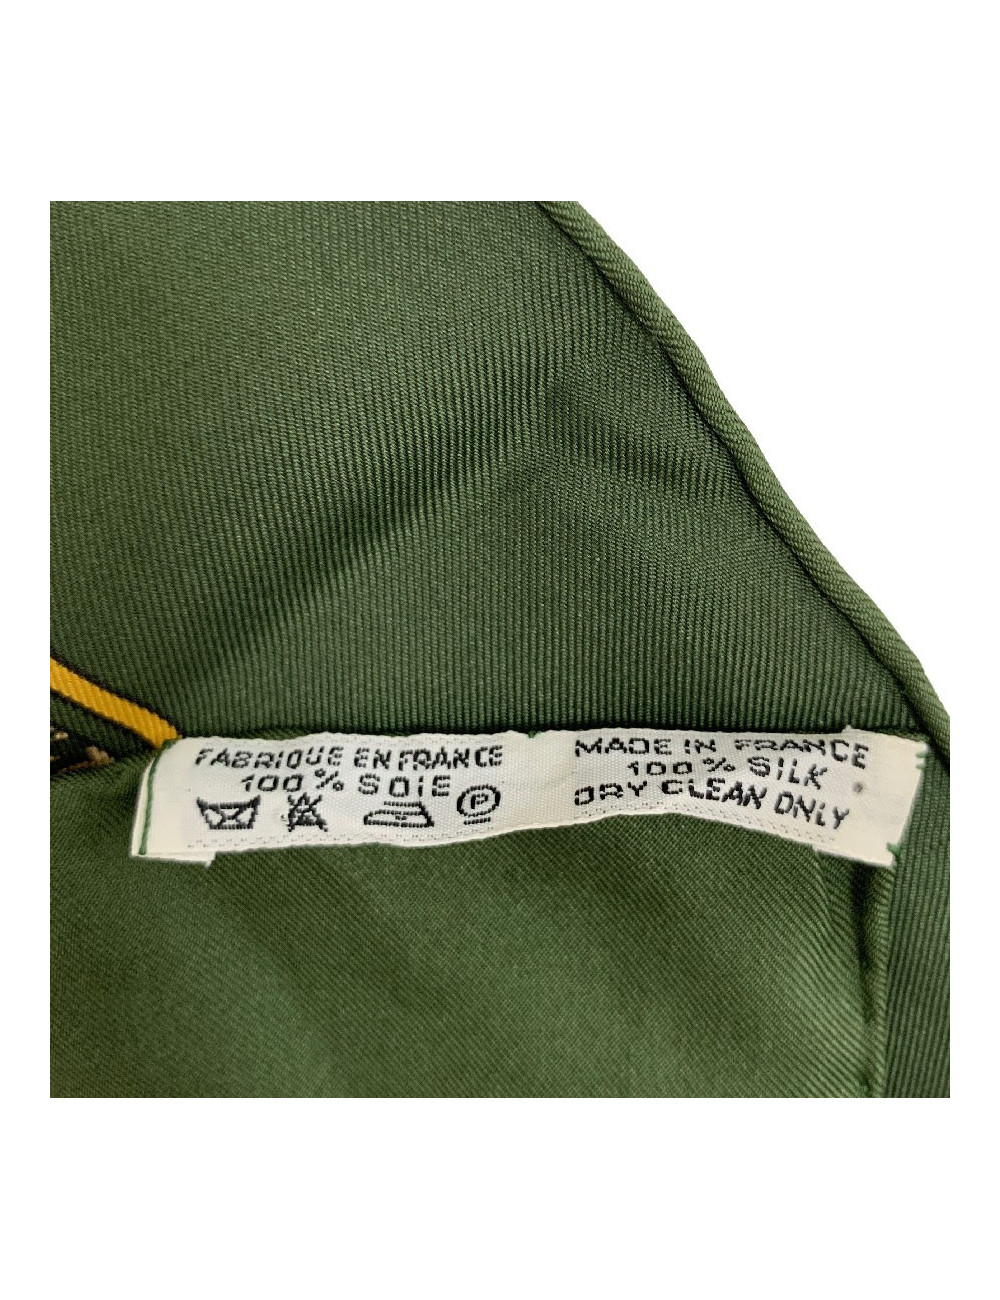 FABRIQUE EN FRANCE
100% SOIE
P
MADE IN FRANCE
100% SILK
DRY CLEAN ONLY